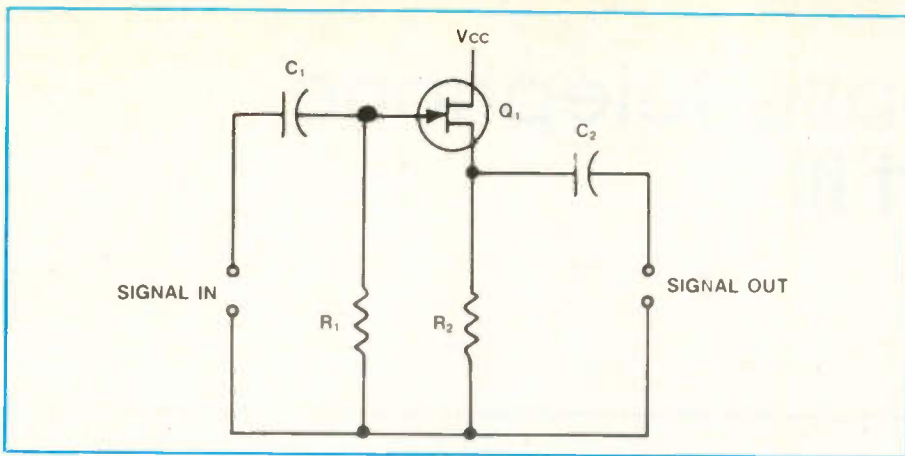 Vcc
C₁
Q₁
C₂
SIGNAL IN
SIGNAL OUT
R₁
R₂